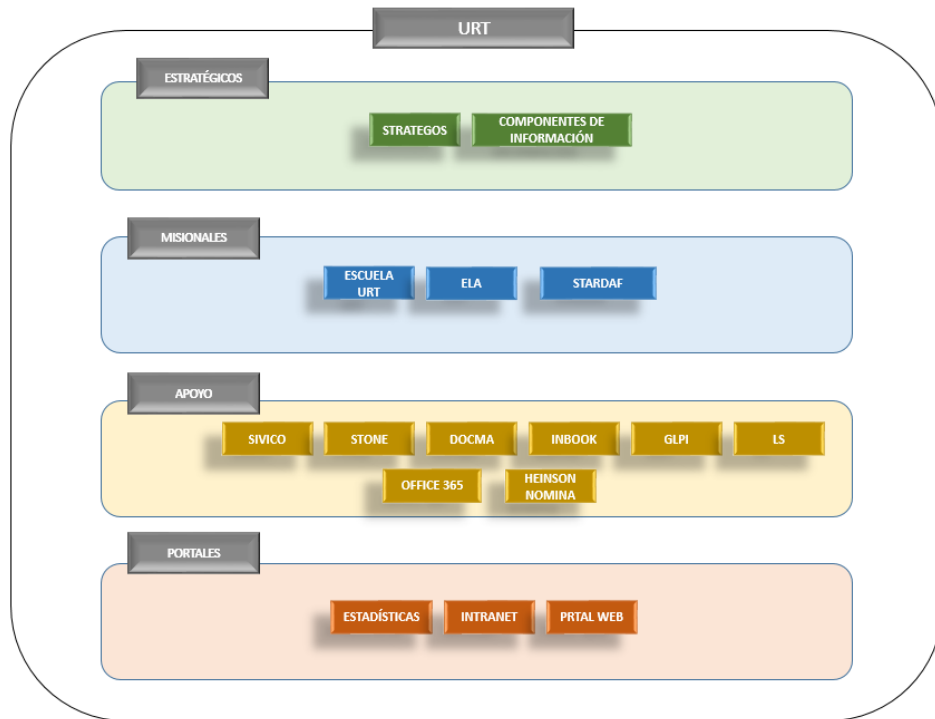 URT
ESTRATÉGICOS
STRATEGOS
COMPONENTES DE
INFORMACIÓN
MISIONALES
ESCUELA
URT
ELA
STARDAF
APOYO
SIVICO
STONE
DOCMA
INBOOK
GLPI
LS
OFFICE 365
HEINSON
NOMINA
PORTALES
ESTADÍSTICAS
INTRANET
PRTAL WEB